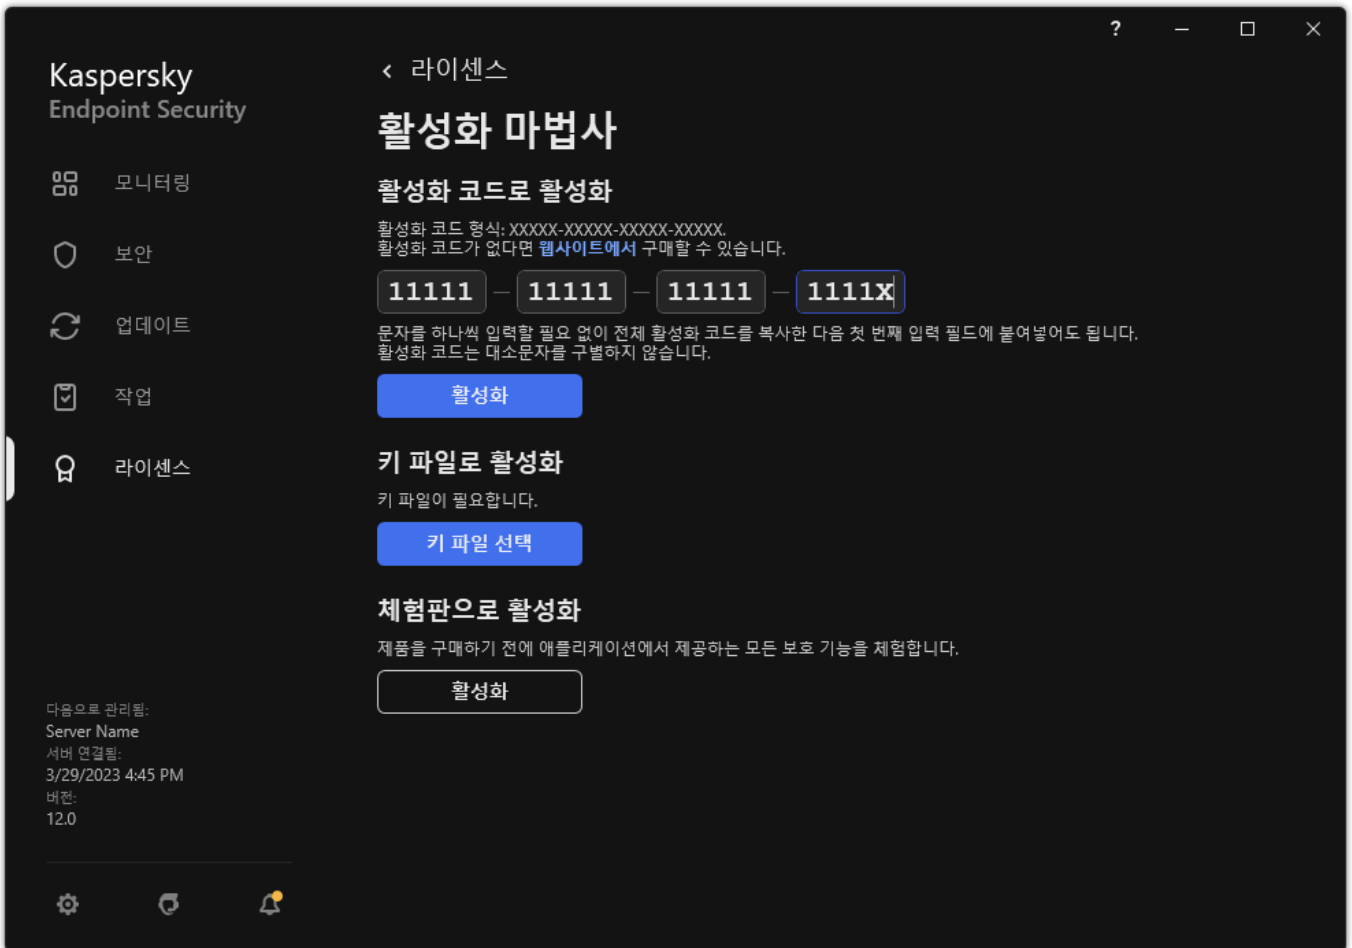 ?
Kaspersky
Endpoint Security
모니터링
보안
업데이트
작업
라이센스
다음으로 관리됨:
Server Name
서버 연결됨:
3/29/2023 4:45 PM
버전:
12.0
라이센스
활성화 마법사
활성화 코드로 활성화
활성화 코드 형식: XXXXX-XXXXX-XXXXX-XXXXX.
활성화 코드가 없다면 웹사이트에서 구매할 수 있습니다.
11111 – 11111 – 11111 – 1111X
문자를 하나씩 입력할 필요 없이 전체 활성화 코드를 복사한 다음 첫 번째 입력 필드에 붙여넣어도 됩니다.
활성화 코드는 대소문자를 구별하지 않습니다.
활성화
키 파일로 활성화
키 파일이 필요합니다.
키 파일 선택
체험판으로 활성화
제품을 구매하기 전에 애플리케이션에서 제공하는 모든 보호 기능을 체험합니다.
활성화